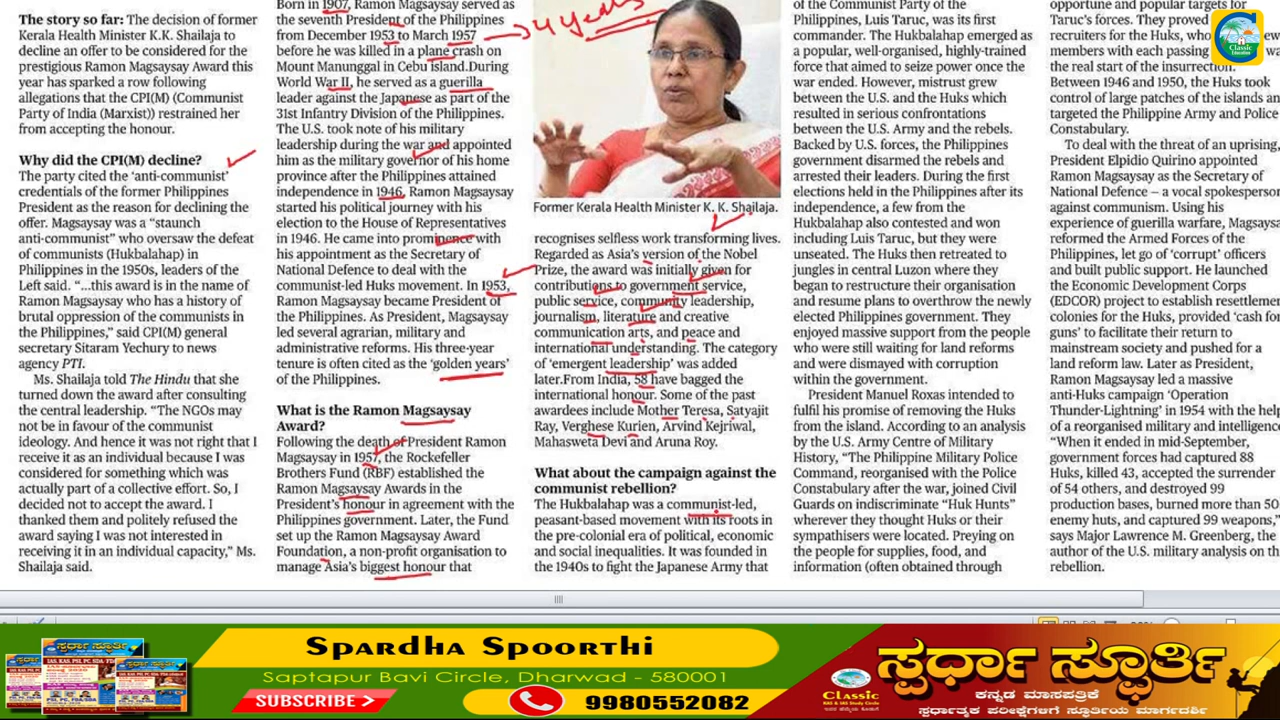 The story so far: The decision of former
Kerala Health Minister K.K. Shailaja to
decline an offer to be considered for the
prestigious Ramon Magsaysay Award this
year has sparked a row following
allegations that the CPI(M) (Communist
Party of India (Marxist)) restrained her
from accepting the honour.
Why did the CPI(M) decline?
The party cited the ‘anti-communist’
credentials of the former Philippines
President as the reason for declining the
offer. Magsaysay was a “staunch
anti-communist” who oversaw the defeat
of communists (Hukbalahap) in
Philippines in the 1950s, leaders of the
Left said. “...this award is in the name of
Ramon Magsaysay who has a history of
brutal oppression of the communists in
the Philippines,” said CPI(M) general
secretary Sitaram Yechury to news
agency PTI.
Ms. Shailaja told The Hindu that she
turned down the award after consulting
the central leadership. “The NGOs may
not be in favour of the communist
ideology. And hence it was not right that I
receive it as an individual because I was
considered for something which was
actually part of a collective effort. So, I
decided not to accept the award. I
thanked them and politely refused the
award saying I was not interested in
receiving it in an individual capacity,” Ms.
Shailaja said.
Born in 1907, Ramon Magsaysay served as
the seventh President of the Philippines
from December 1953 to March 1957
before he was killed in a plane crash on
Mount Manunggal in Cebu island.During
World War II, he served as a guerilla
leader against the Japanese as part of the
31st Infantry Division of the Philippines.
The U.S. took note of his military
leadership during the war and appointed
him as the military governor of his home
province after the Philippines attained
independence in 1946, Ramon Magsaysay
started his political journey with his
election to the House of Representatives
in 1946. He came into prominence with
his appointment as the Secretary of
National Defence to deal with the
communist-led Huks movement. In 1953,
Ramon Magsaysay became President of
the Philippines. As President, Magsaysay
led several agrarian, military and
administrative reforms. His three-year
tenure is often cited as the ‘golden years’
of the Philippines.
What is the Ramon Magsaysay
Award?
Following the death of President Ramon
Magsaysay in 1957, the Rockefeller
Brothers Fund (RBF) established the
Ramon Magsaysay Awards in the
President’s honour in agreement with the
Philippines government. Later, the Fund
set up the Ramon Magsaysay Award
Foundation, a non-profit organisation to
manage Asia’s biggest honour that
4 years
Former Kerala Health Minister K. K. Shailaja.
recognises selfless work transforming lives.
Regarded as Asia’s version of the Nobel
Prize, the award was initially given for
contributions to government service,
public service, community leadership,
journalism, literature and creative
communication arts, and peace and
international understanding. The category
of ‘emergent leadership’ was added
later.From India, 58 have bagged the
international honour. Some of the past
awardees include Mother Teresa, Satyajit
Ray, Verghese Kurien, Arvind Kejriwal,
Mahasweta Devi and Aruna Roy.
What about the campaign against the
communist rebellion?
The Hukbalahap was a communist-led,
peasant-based movement with its roots in
the pre-colonial era of political, economic
and social inequalities. It was founded in
the 1940s to fight the Japanese Army that
of the Communist Party of the
Philippines, Luis Taruc, was its first
commander. The Hukbalahap emerged as
a popular, well-organised, highly-trained
force that aimed to seize power once the
war ended. However, mistrust grew
between the U.S. and the Huks which
resulted in serious confrontations
between the U.S. Army and the rebels.
Backed by U.S. forces, the Philippines
government disarmed the rebels and
arrested their leaders. During the first
elections held in the Philippines after its
independence, a few from the
Hukbalahap also contested and won
including Luis Taruc, but they were
unseated. The Huks then retreated to
jungles in central Luzon where they
began to restructure their organisation
and resume plans to overthrow the newly
elected Philippines government. They
enjoyed massive support from the people
who were still waiting for land reforms
and were dismayed with corruption
within the government.
President Manuel Roxas intended to
fulfil his promise of removing the Huks
from the island. According to an analysis
by the U.S. Army Centre of Military
History, “The Philippine Military Police
Command, reorganised with the Police
Constabulary after the war, joined Civil
Guards on indiscriminate “Huk Hunts”
wherever they thought Huks or their
sympathisers were located. Preying on
the people for supplies, food, and
information (often obtained through
opportune and popular targets for
Taruc’s forces. They proved
recruiters for the Huks, who
members with each passing
the real start of the insurrection.
Between 1946 and 1950, the Huks took
control of large patches of the islands an
targeted the Philippine Army and Police
Constabulary.
To deal with the threat of an uprising,
President Elpidio Quirino appointed
Ramon Magsaysay as the Secretary of
National Defence – a vocal spokesperson
against communism. Using his
experience of guerilla warfare, Magsaysa
reformed the Armed Forces of the
Philippines, let go of ‘corrupt’ officers
and built public support. He launched
the Economic Development Corps
(EDCOR) project to establish resettlemen
colonies for the Huks, provided ‘cash for
guns’ to facilitate their return to
mainstream society and pushed for a
land reform law. Later as President,
Ramon Magsaysay led a massive
anti-Huks campaign ‘Operation
Thunder-Lightning’ in 1954 with the help
of a reorganised military and intelligence
“When it ended in mid-September,
government forces had captured 88
Huks, killed 43, accepted the surrender
of 54 others, and destroyed 99
production bases, burned more than 50
enemy huts, and captured 99 weapons,”
says Major Lawrence M. Greenberg, the
author of the U.S. military analysis on th
rebellion.
Classic
Education
Spardha Spoorthi
Saptapur Bavi Circle, Dharwad - 580001
SUBSCRIBE
9980552082
Classic
KAS & IAS Study Circle
ಸ್ಪರ್ಧಾ ಸ್ಫೂರ್ತಿ
ಕನ್ನಡ ಮಾಸಪತ್ರಿಕೆ
ಸ್ಪರ್ಧಾತ್ಮಕ ಪರೀಕ್ಷೆಗಳಿಗೆ ಸ್ಫೂರ್ತಿಯ ಮಾರ್ಗದರ್ಶಿ